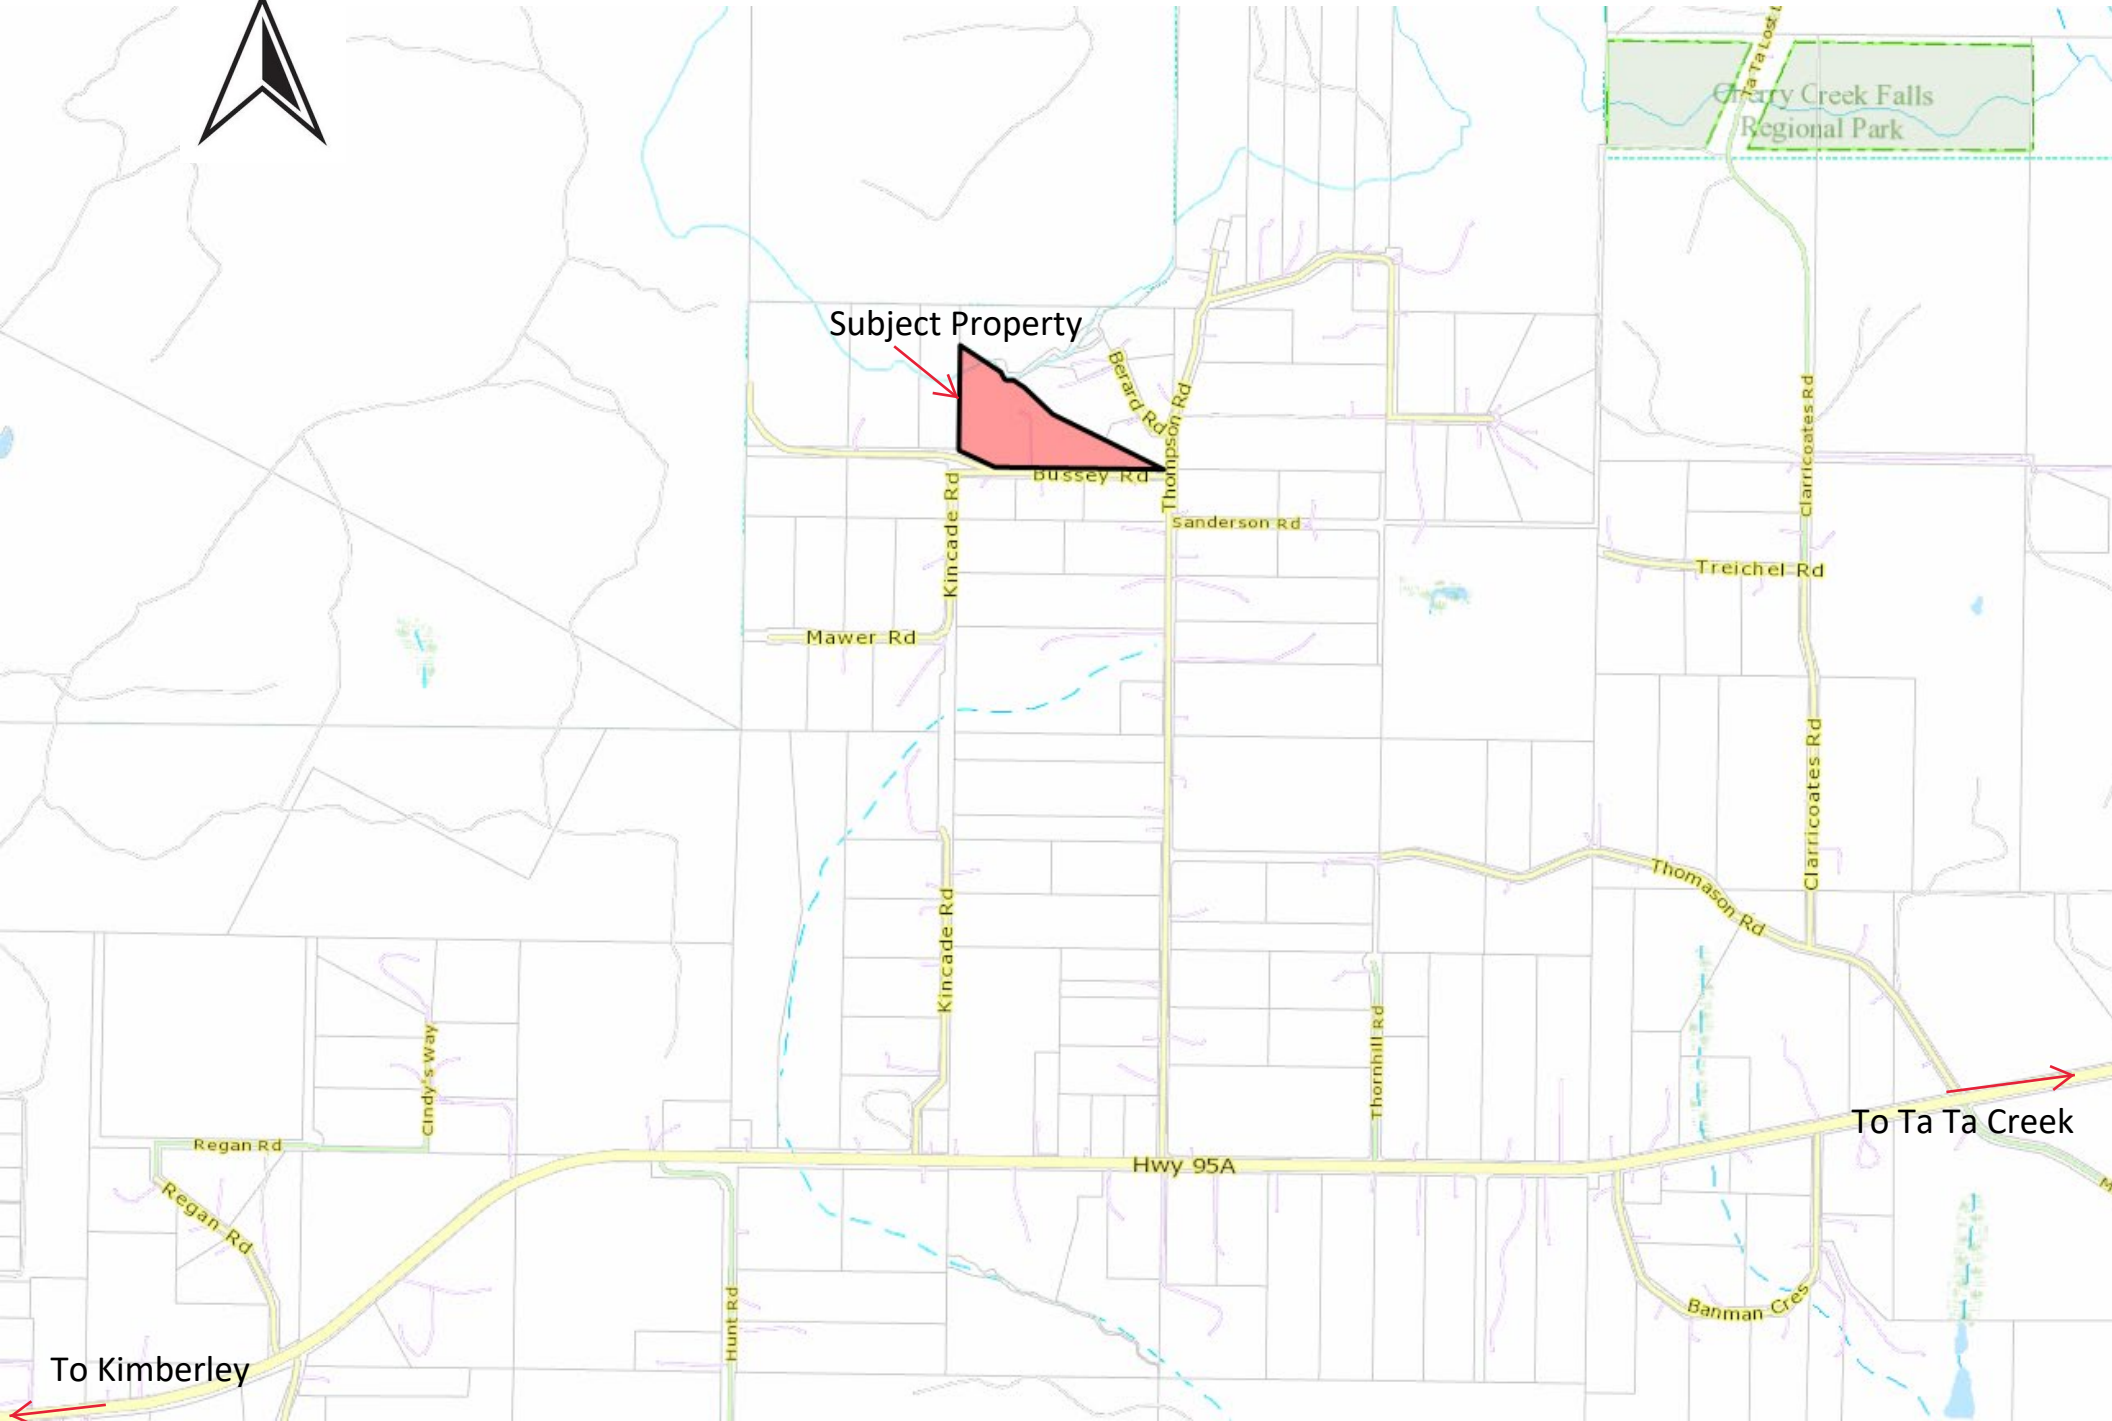 Ta Ta Lost L
Cherry Creek Falls
Regional Park
Subject Property
Berard Rd
Thompson Rd
Clarricoates Rd
Bussey Rd
Kincade Rd
Sanderson Rd
Treichel Rd
Mawer Rd
Clarricoates Rd
Thomason Rd
Kincade Rd
Cindy's Way
Thornhill Rd
To Ta Ta Creek
Regan Rd
Hwy 95A
M
Regan Rd
Hunt Rd
Banman Cres
To Kimberley